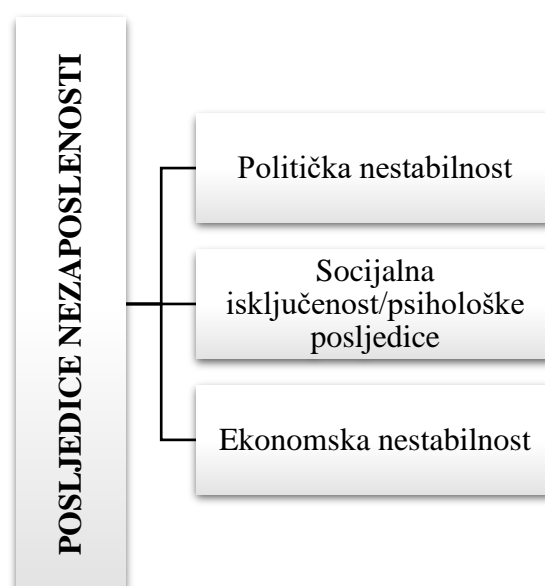 POSLJEDICE NEZAPOSLENOSTI
Politička nestabilnost
Socijalna
isključenost/psihološke
posljedice
Ekonomska nestabilnost